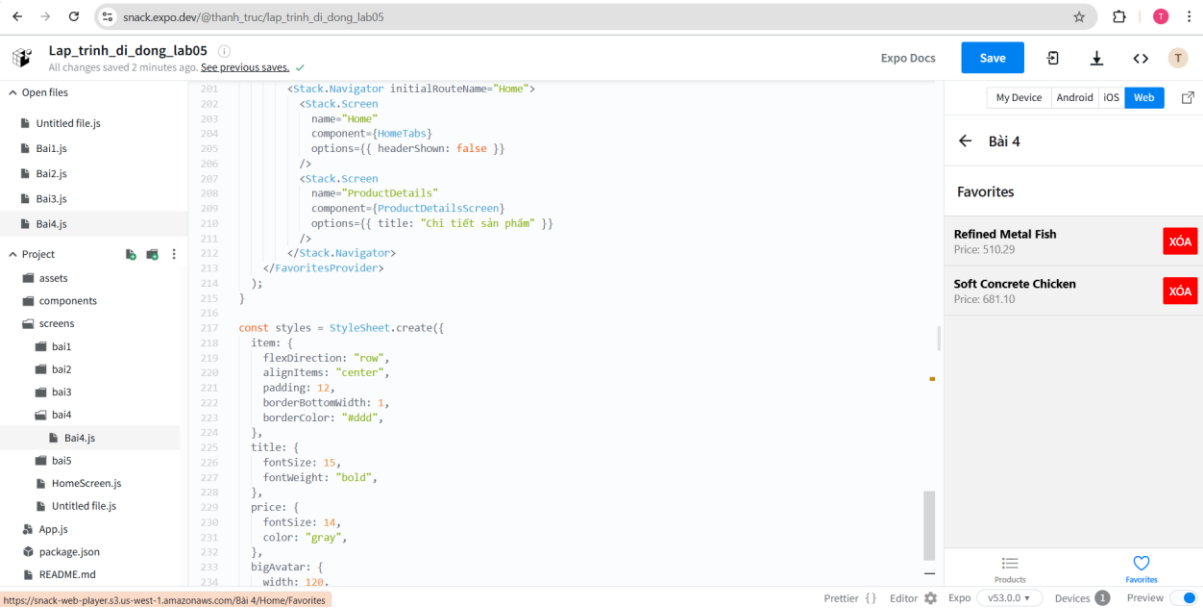 snack.expo.dev/@thanh_truc/lap_trinh_di_dong_lab05
T
Lap_trinh_di_dong_lab05
All changes saved 2 minutes ago. See previous saves.
Expo Docs
Save
T
Open files
Untitled file.js
Bai1.js
Bai2.js
Bai3.js
Bai4.js
Project
assets
components
screens
bai1
bai2
bai3
bai4
Bai4.js
bai5
HomeScreen.js
Untitled file.js
App.js
package.json
README.md
201 <Stack.Navigator initialRouteName="Home">
202 <Stack.Screen
203 name="Home"
204 component={HomeTabs}
205 options={{ headerShown: false }}
206 />
207 <Stack.Screen
208 name="ProductDetails"
209 component={ProductDetailsScreen}
210 options={{ title: "Chi tiết sản phẩm" }}
211 />
212 </Stack.Navigator>
213 </FavoritesProvider>
214 );
215 }
216
217 const styles = StyleSheet.create({
218 item: {
219 flexDirection: "row",
220 alignItems: "center",
221 padding: 12,
222 borderBottomWidth: 1,
223 borderColor: "#ddd",
224 },
225 title: {
226 fontSize: 15,
227 fontWeight: "bold",
228 },
229 price: {
230 fontSize: 14,
231 color: "gray",
232 },
233 bigAvatar: {
234 width: 120,
My Device Android iOS Web
Bài 4
Favorites
Refined Metal Fish
Price: 510.29
XÓA
Soft Concrete Chicken
Price: 681.10
XÓA
Products
Favorites
https://snack-web-player.s3.us-west-1.amazonaws.com/Bài 4/Home/Favorites
Prettier { } Editor Expo v53.0.0 Devices 1 Preview